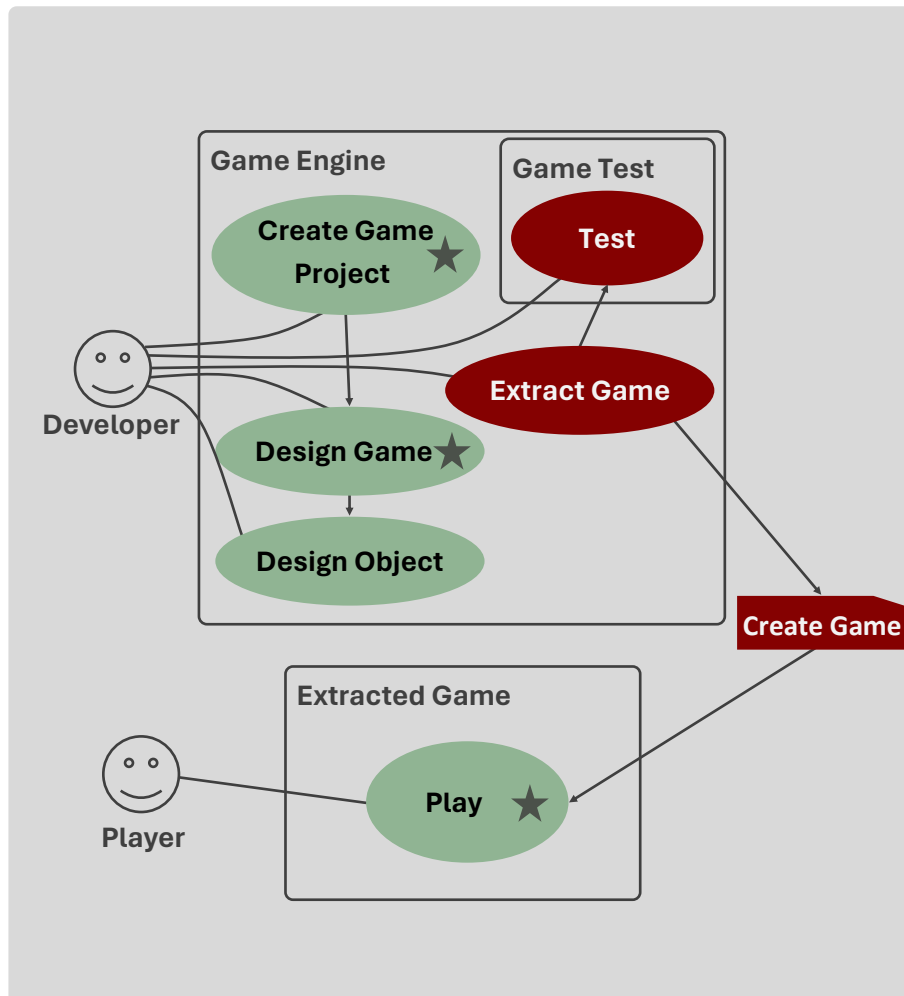 Game Engine
Game Test
Create Game
Project
Test
Extract Game
Developer
Design Game
Design Object
Create Game
Extracted Game
Play
Player